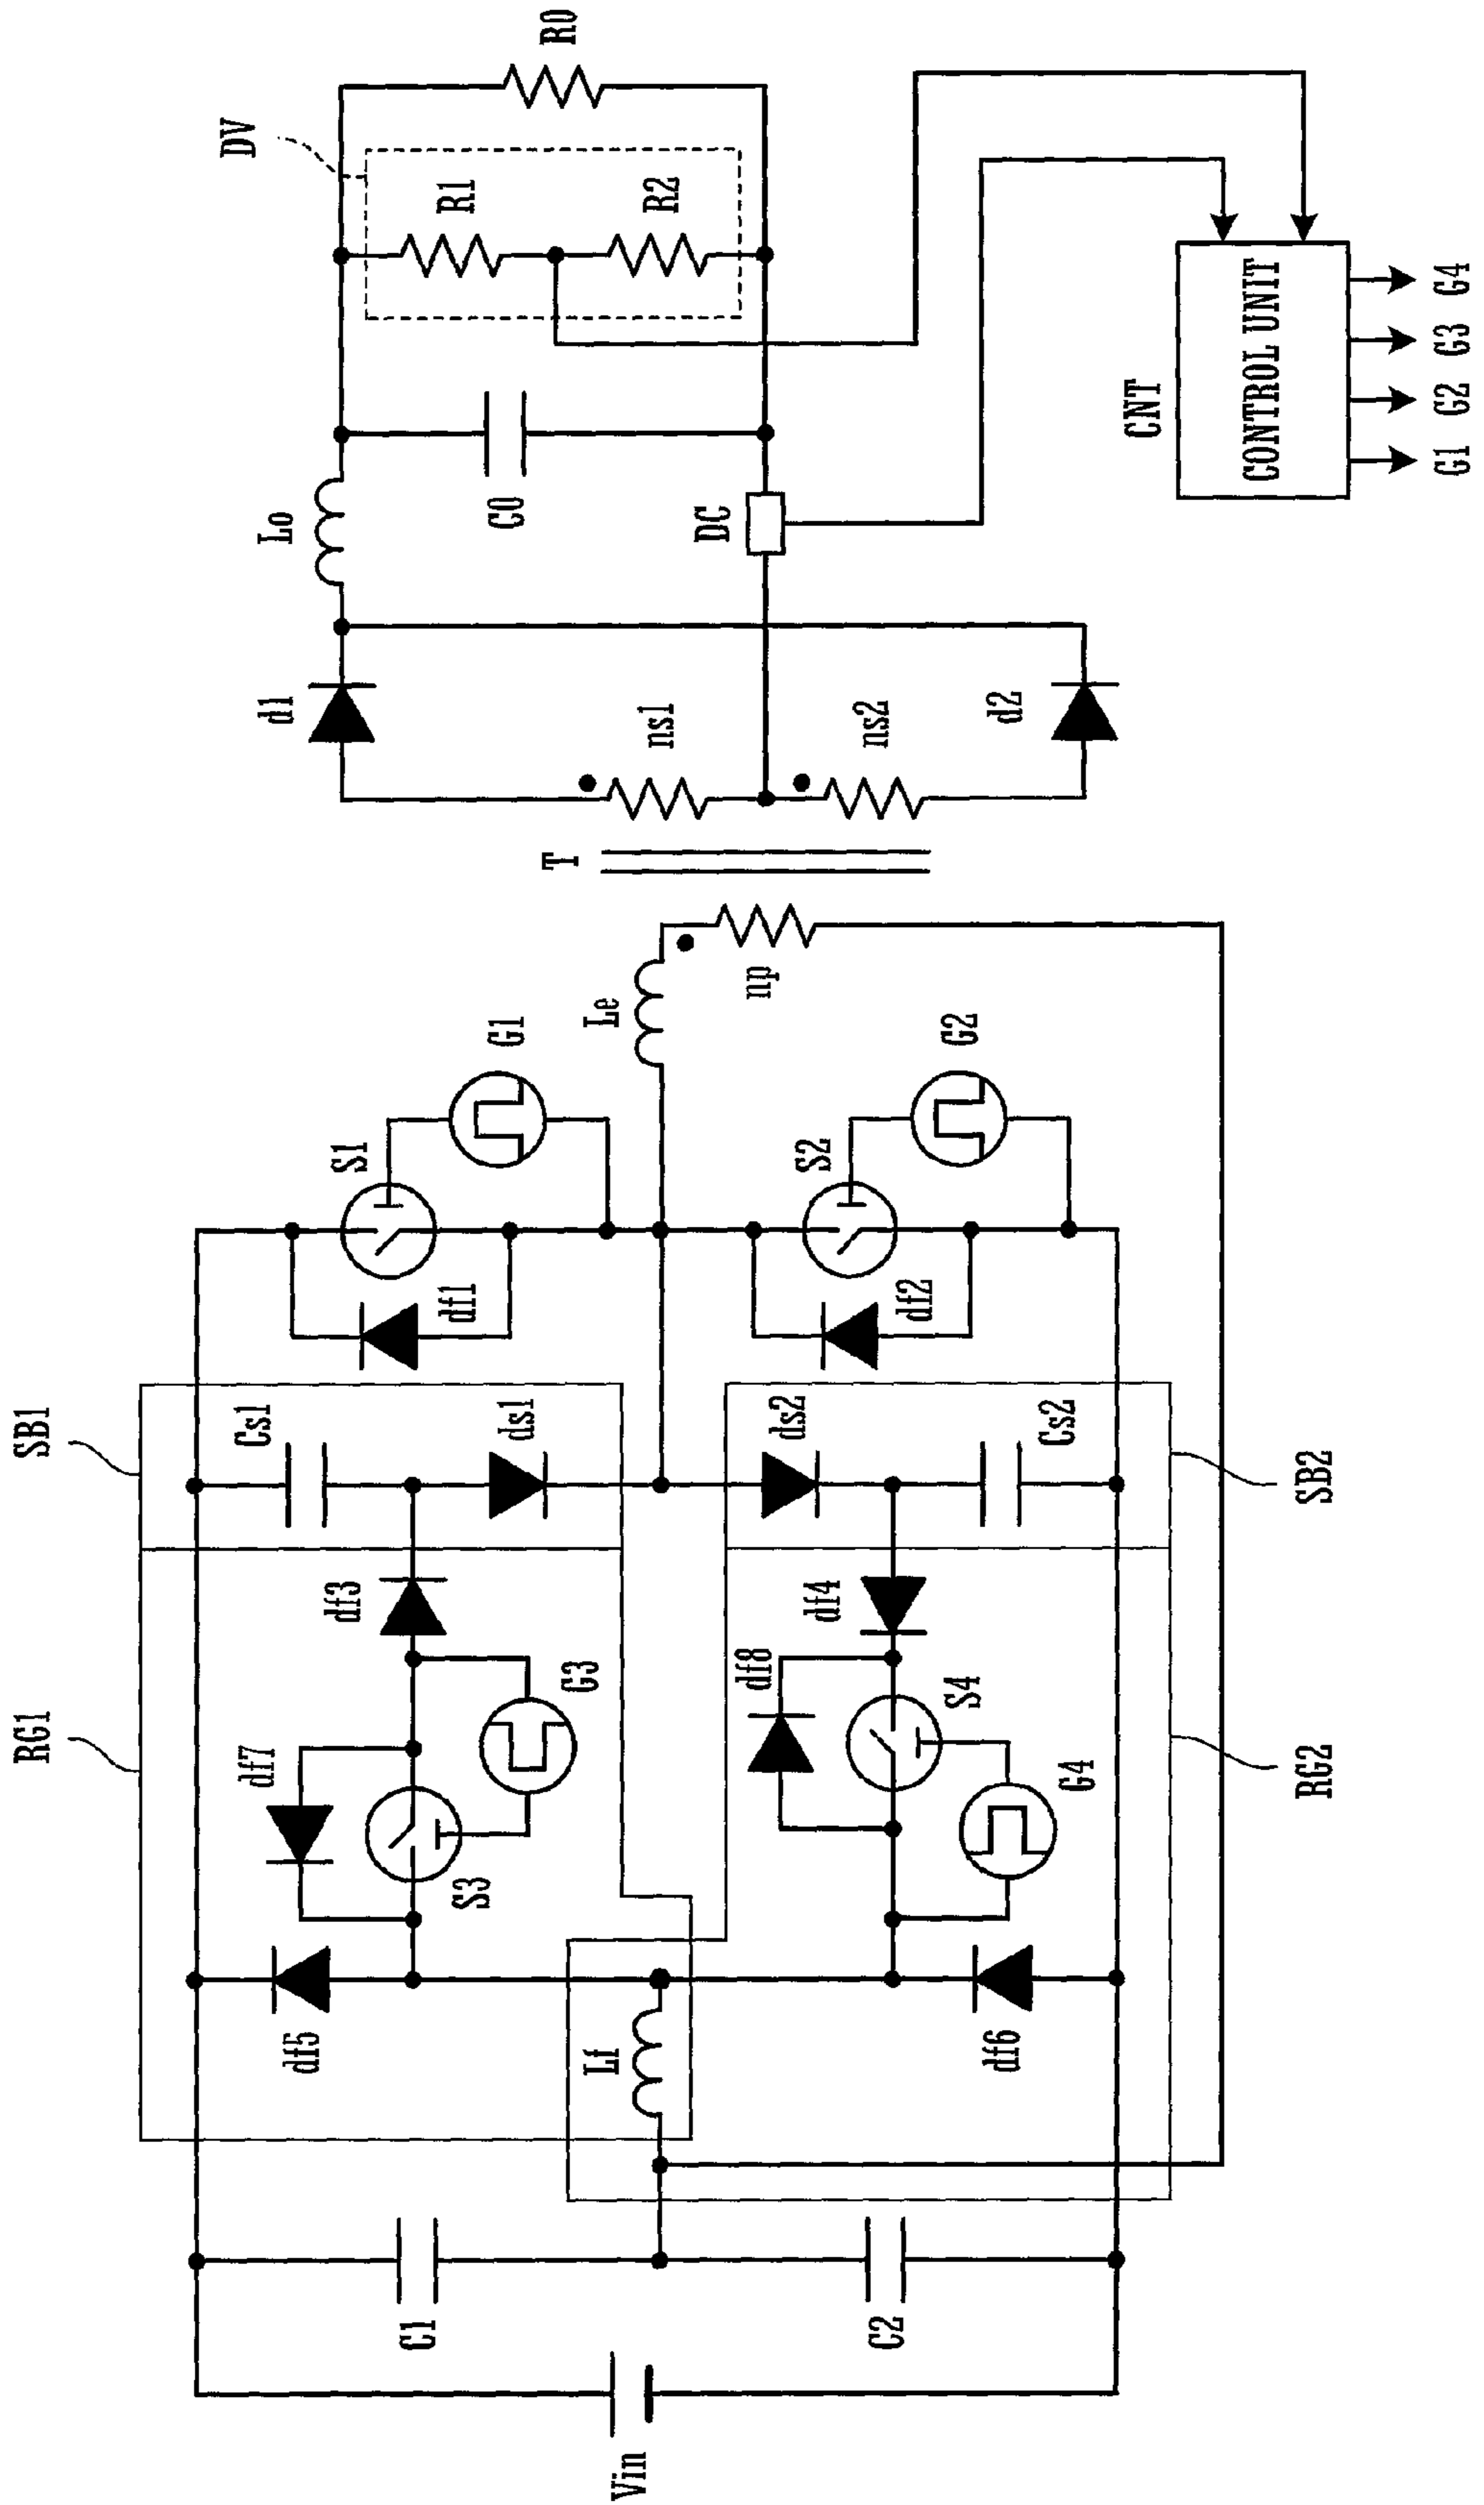 RG1
SB1
DV
df7
Cs1
d1
Lo
df5
df3
S1
C1
S3
df1
R1
ds1
G1
C0
R0
G3
T
Lf
Le
Vin
ns1
R2
DC
df8
np
ds2
df4
S2
C2
ns2
df2
S4
G2
df6
d2
G4
Cs2
CNT
CONTROL UNIT
RG2
SB2
G1 G2 G3 G4